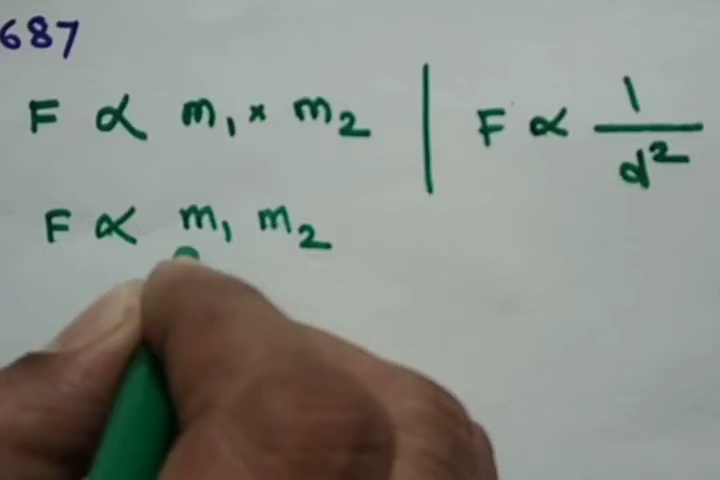 687
F ∝ m₁ × m₂ | F ∝ 1/d²
F ∝ m₁ m₂